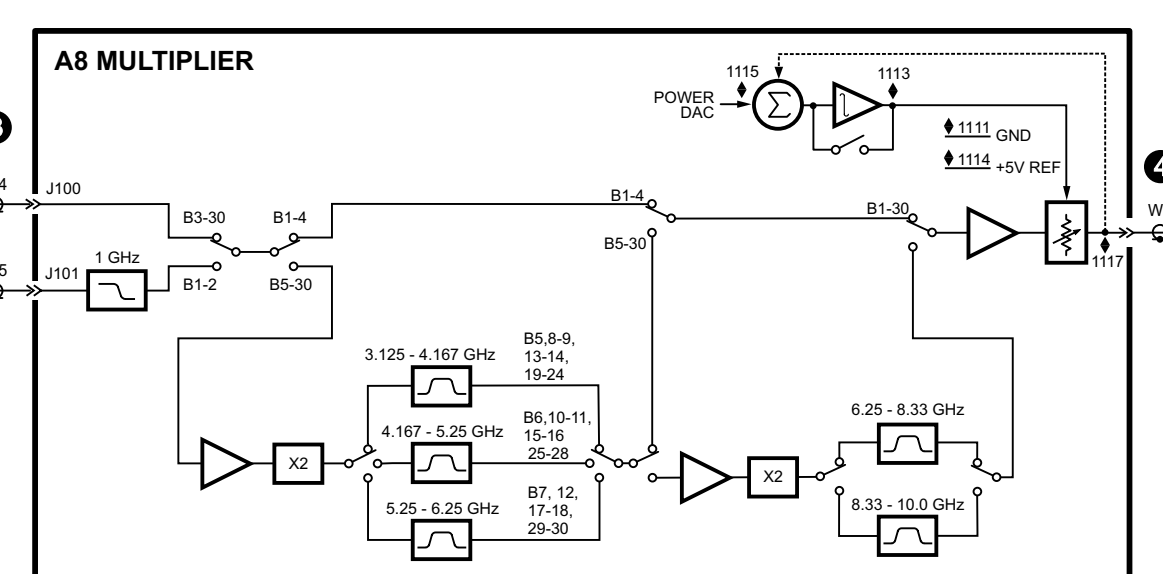 A8 MULTIPLIER
1115
1113
POWER
DAC
Σ
1111 GND
1114 +5V REF
4
J100
B3-30
B1-4
B1-4
B1-30
W
5
J101
1 GHz
B1-2
B5-30
B5-30
1117
3.125 - 4.167 GHz
B5,8-9,
13-14,
19-24
4.167 - 5.25 GHz
B6,10-11,
15-16
25-28
X2
5.25 - 6.25 GHz
B7, 12,
17-18,
29-30
X2
6.25 - 8.33 GHz
8.33 - 10.0 GHz
4